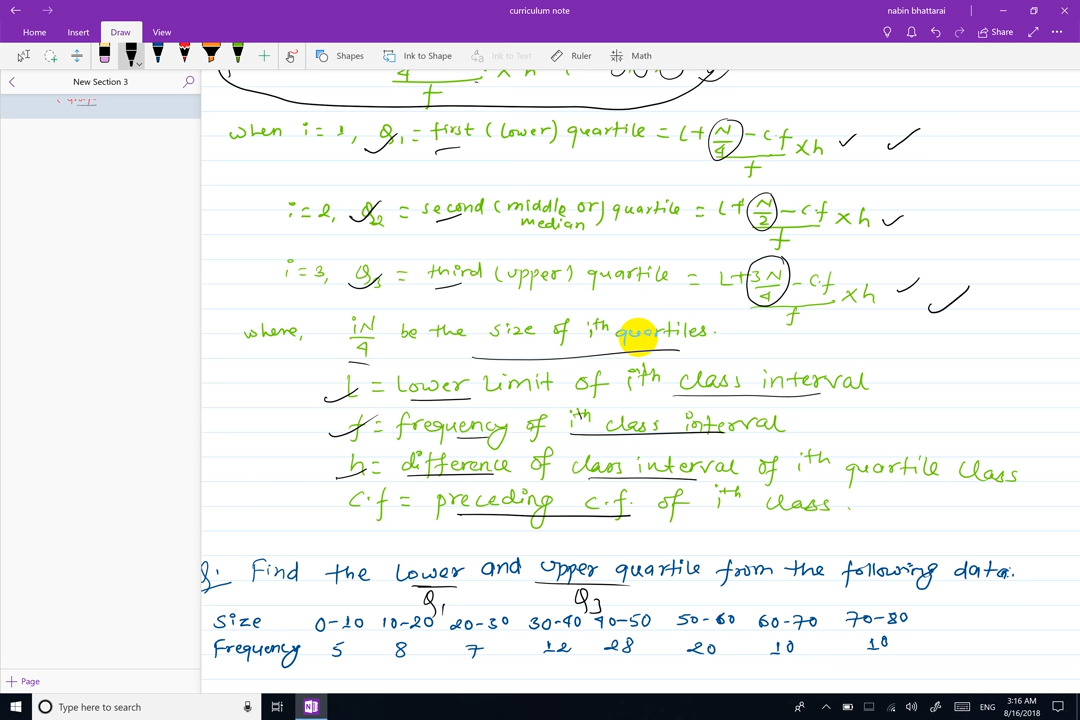 curriculum note
nabin bhattarai
Home Insert Draw View
Share
Shapes Ink to Shape Ink to Text Ruler Math
New Section 3
4
f
x h
when i = 1, Q1 = first (lower) quartile = L + N/4 - c.f / f x h
i = 2, Q2 = second (middle or median) quartile = L + N/2 - c.f / f x h
i = 3, Q3 = third (upper) quartile = L + 3N/4 - c.f / f x h
where, iN/4 be the size of ith quartiles.
L = Lower Limit of ith class interval
f = frequency of ith class interval
h = difference of class interval of ith quartile class
c.f = preceding c.f. of ith class.
Q. Find the lower and upper quartile from the following data.
Q1 Q3
Size 0-10 10-20 20-30 30-40 40-50 50-60 60-70 70-80
Frequency 5 8 7 12 28 20 10 10
Page
Type here to search
ENG
3:16 AM
8/16/2018